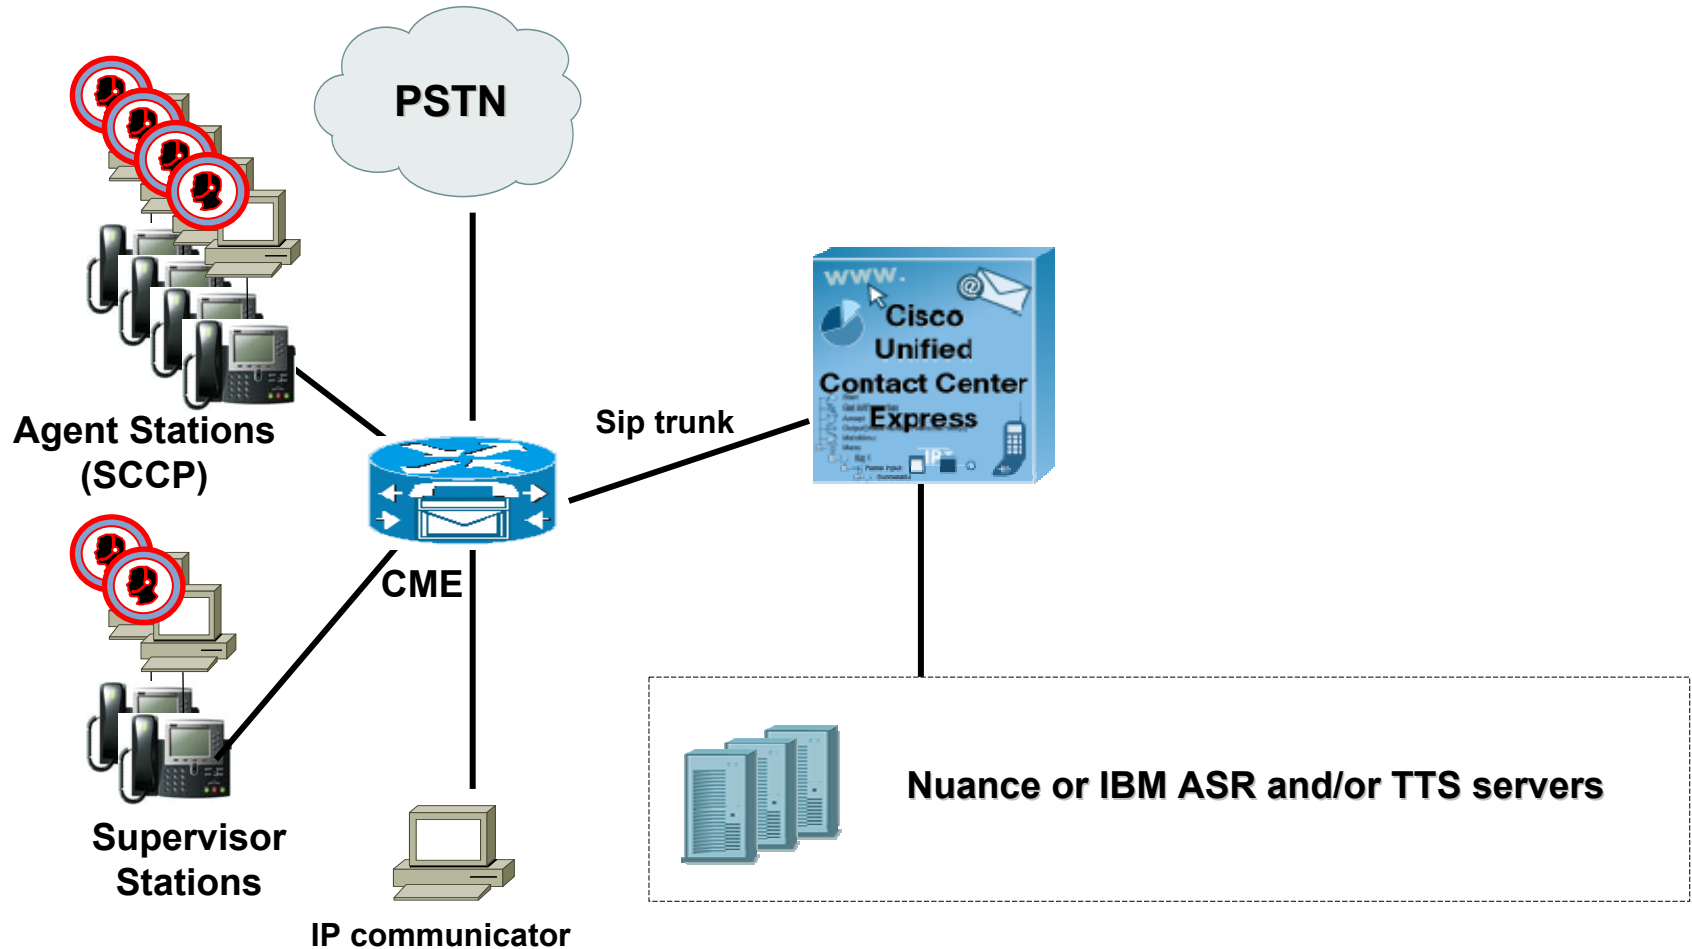 PSTN
www.
@
Cisco
Unified
Contact Center
Express
Sip trunk
Agent Stations
(SCCP)
CME
Nuance or IBM ASR and/or TTS servers
Supervisor
Stations
IP communicator